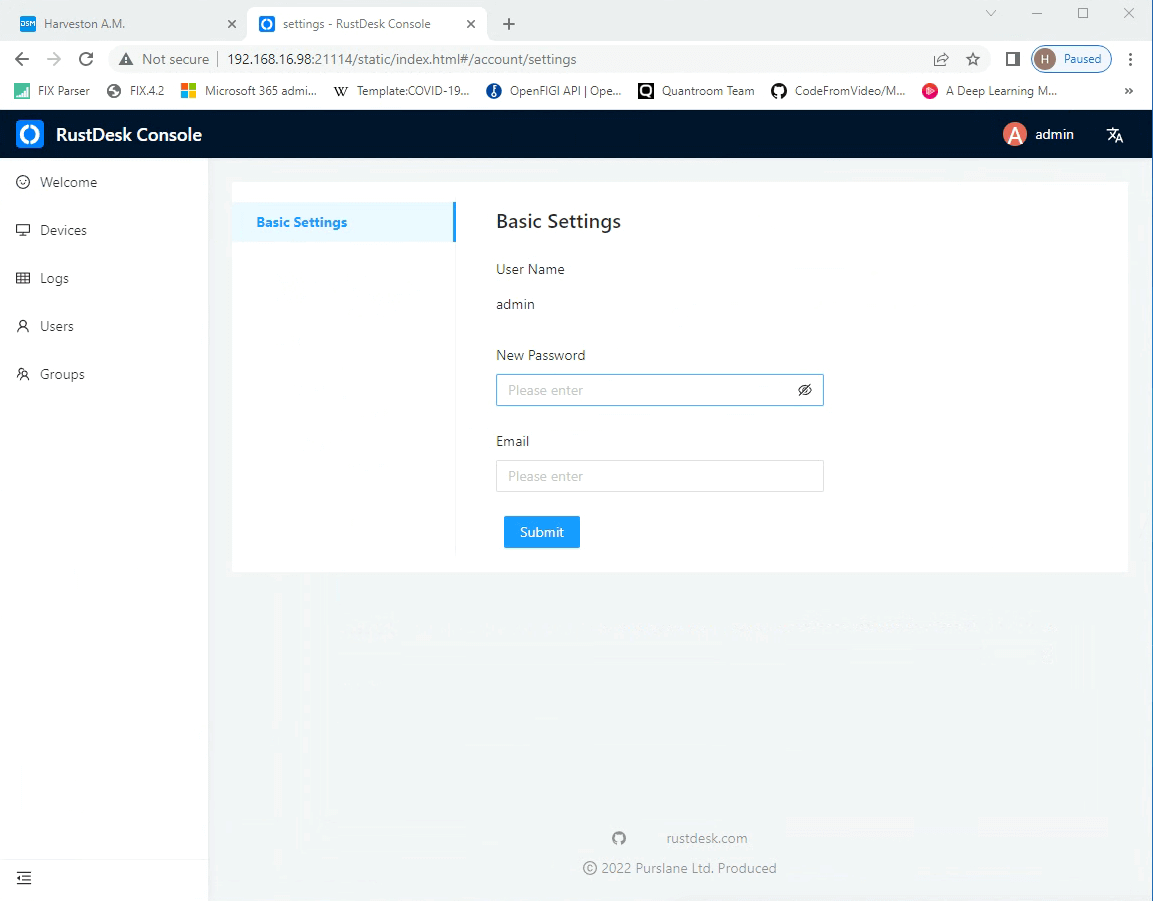 DSM Harveston A.M.
settings - RustDesk Console
Not secure 192.168.16.98:21114/static/index.html#/account/settings
H Paused
FIX Parser FIX.4.2 Microsoft 365 admi... W Template:COVID-19... OpenFIGI API | Ope... Quantroom Team CodeFromVideo/M... A Deep Learning M... »
RustDesk Console
A admin
Welcome
Devices
Logs
Users
Groups
Basic Settings
Basic Settings
User Name
admin
New Password
Please enter
Email
Please enter
Submit
rustdesk.com
© 2022 Purslane Ltd. Produced